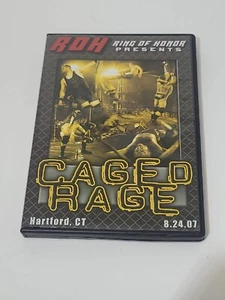 ROH RING OF HONOR
PRESENTS
CAGED
RAGE
Hartford, CT 8.24.07